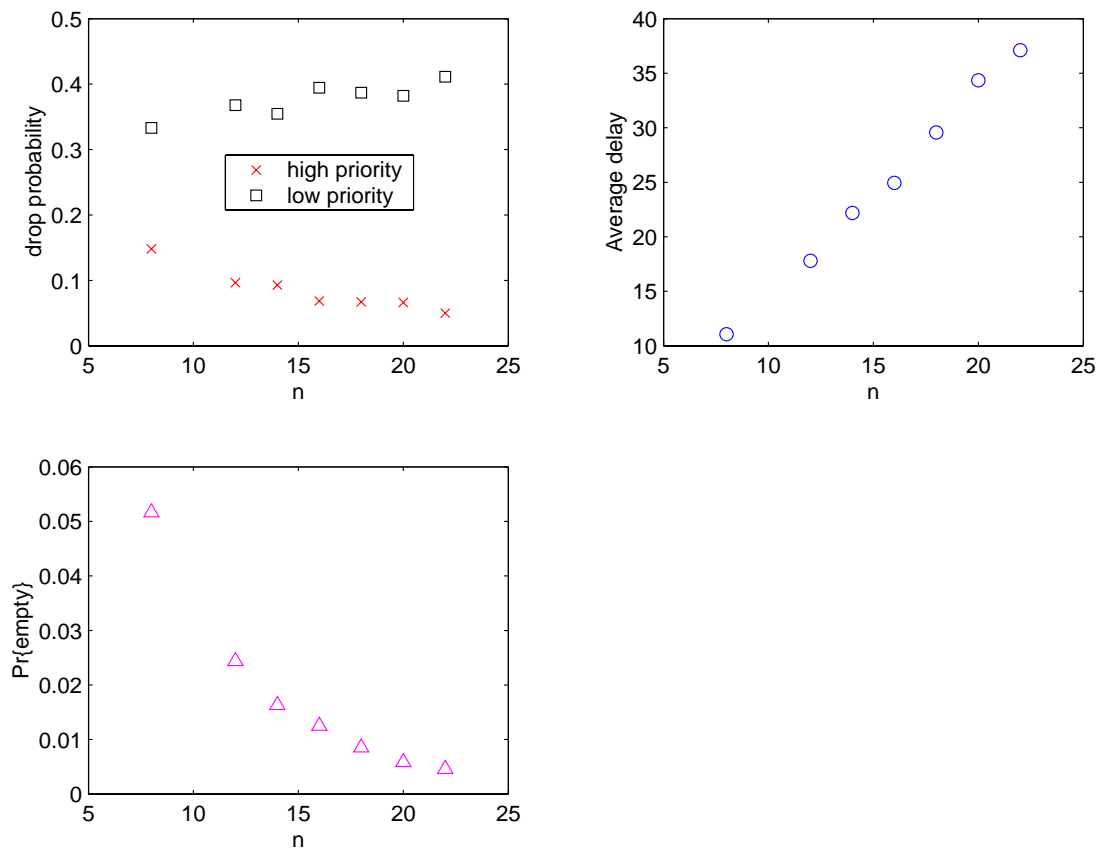 0.5
0.4
0.3
0.2
0.1
0
drop probability
high priority
low priority
5 10 15 20 25
n
40
35
30
25
20
15
10
Average delay
5 10 15 20 25
n
0.06
0.05
0.04
0.03
0.02
0.01
0
Pr{empty}
5 10 15 20 25
n